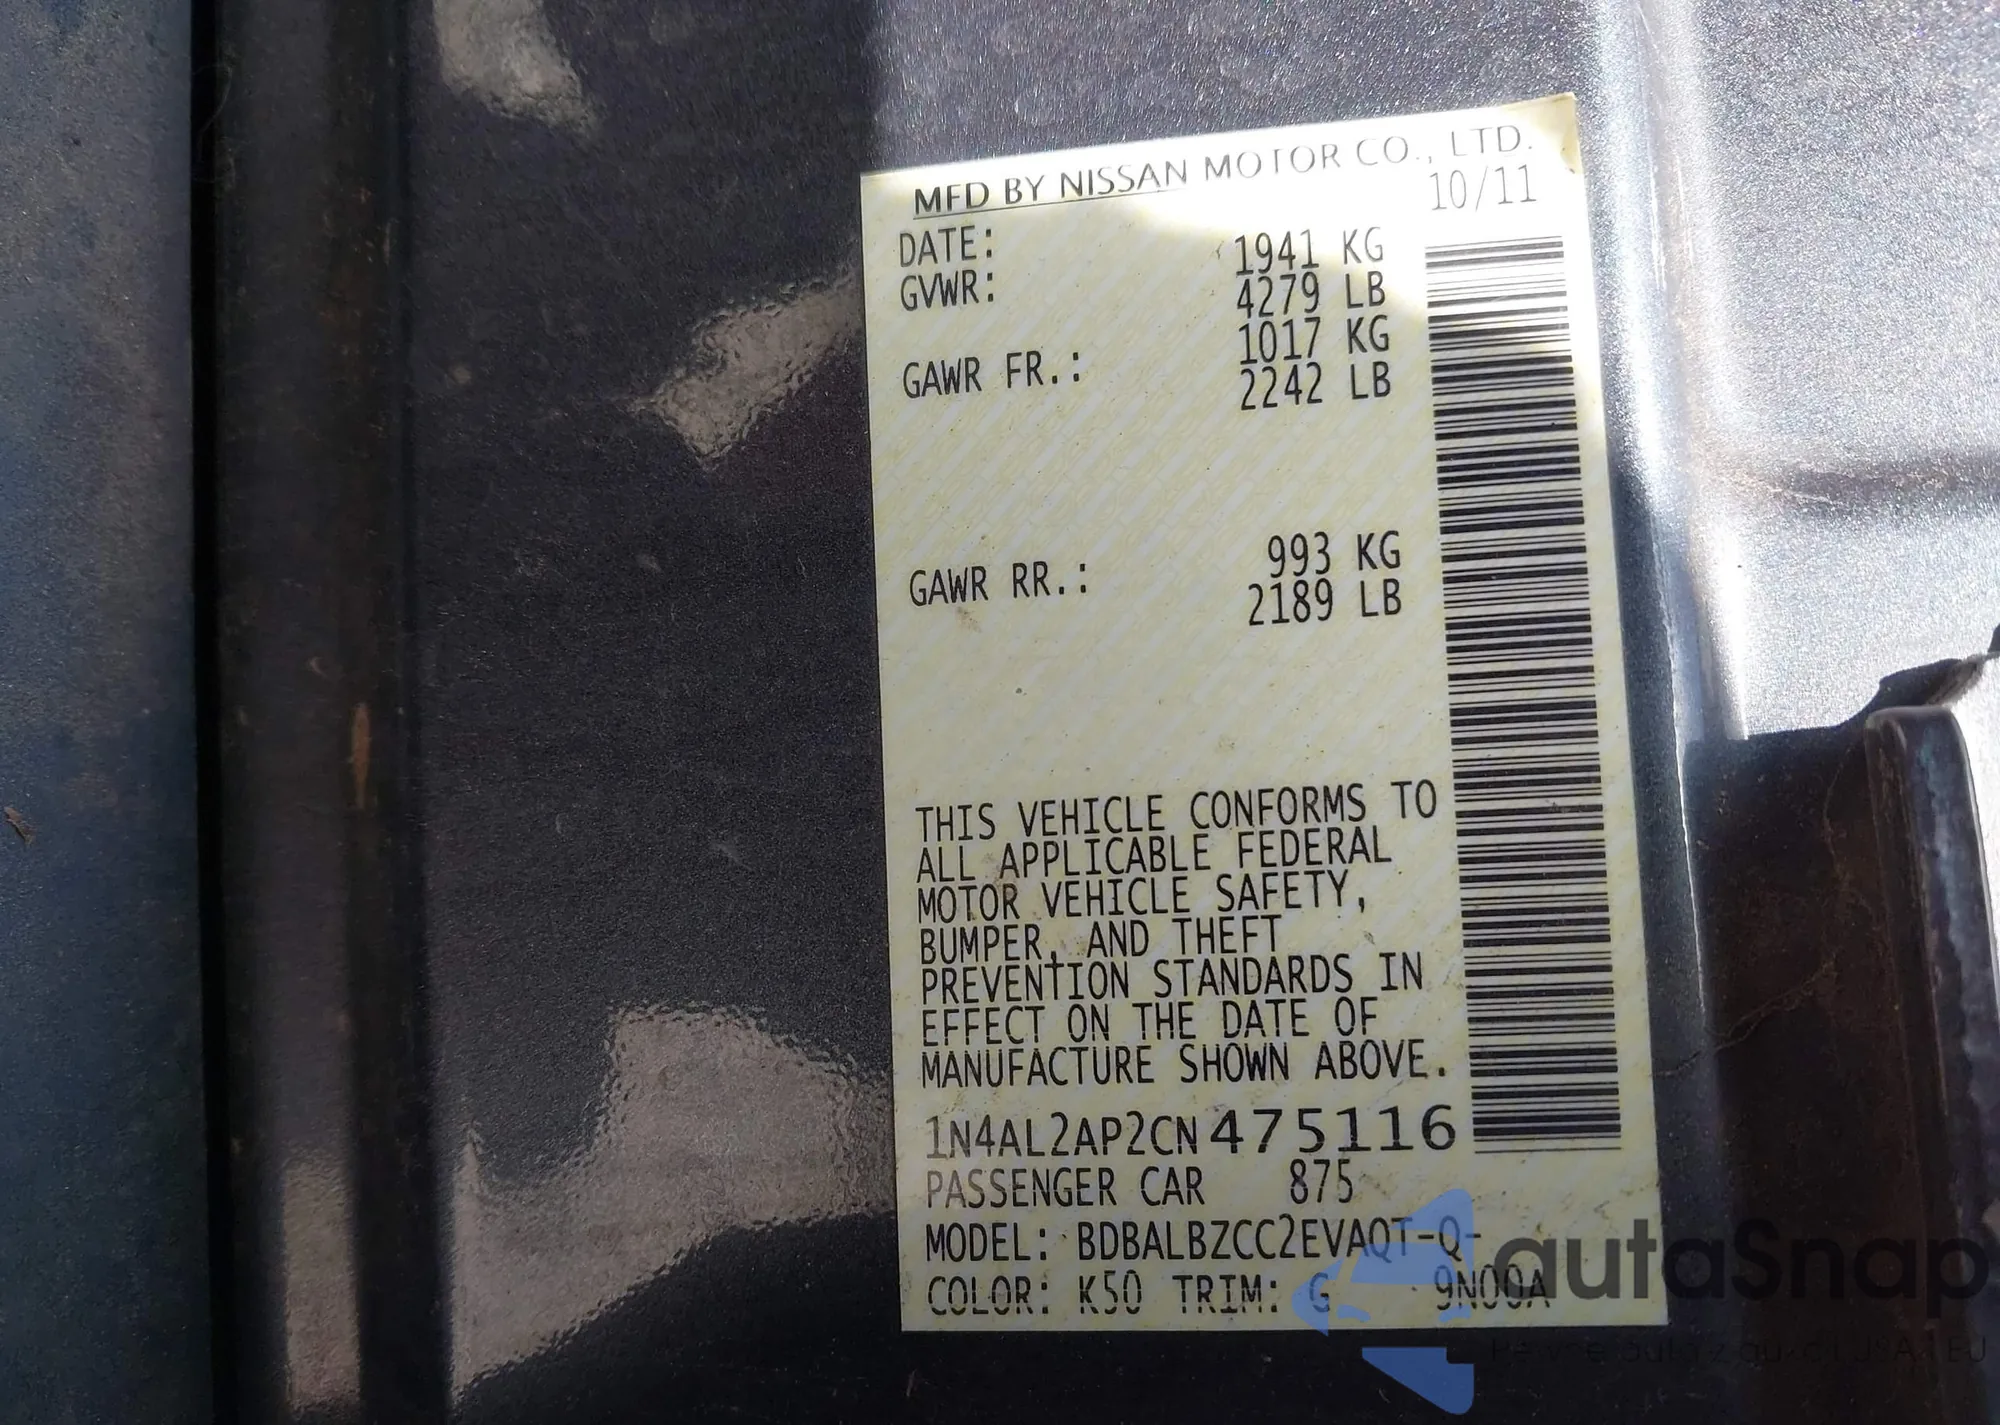 MFD BY NISSAN MOTOR CO., LTD.
10/11
DATE:
1941 KG
GVWR:
4279 LB
1017 KG
GAWR FR.:
2242 LB
993 KG
GAWR RR.:
2189 LB
THIS VEHICLE CONFORMS TO
ALL APPLICABLE FEDERAL
MOTOR VEHICLE SAFETY,
BUMPER, AND THEFT
PREVENTION STANDARDS IN
EFFECT ON THE DATE OF
MANUFACTURE SHOWN ABOVE.
1N4AL2AP2CN475116
PASSENGER CAR 875
MODEL: BDBALBZCC2EVAQT-Q-
COLOR: K50 TRIM: G 9N00A
autaSnap